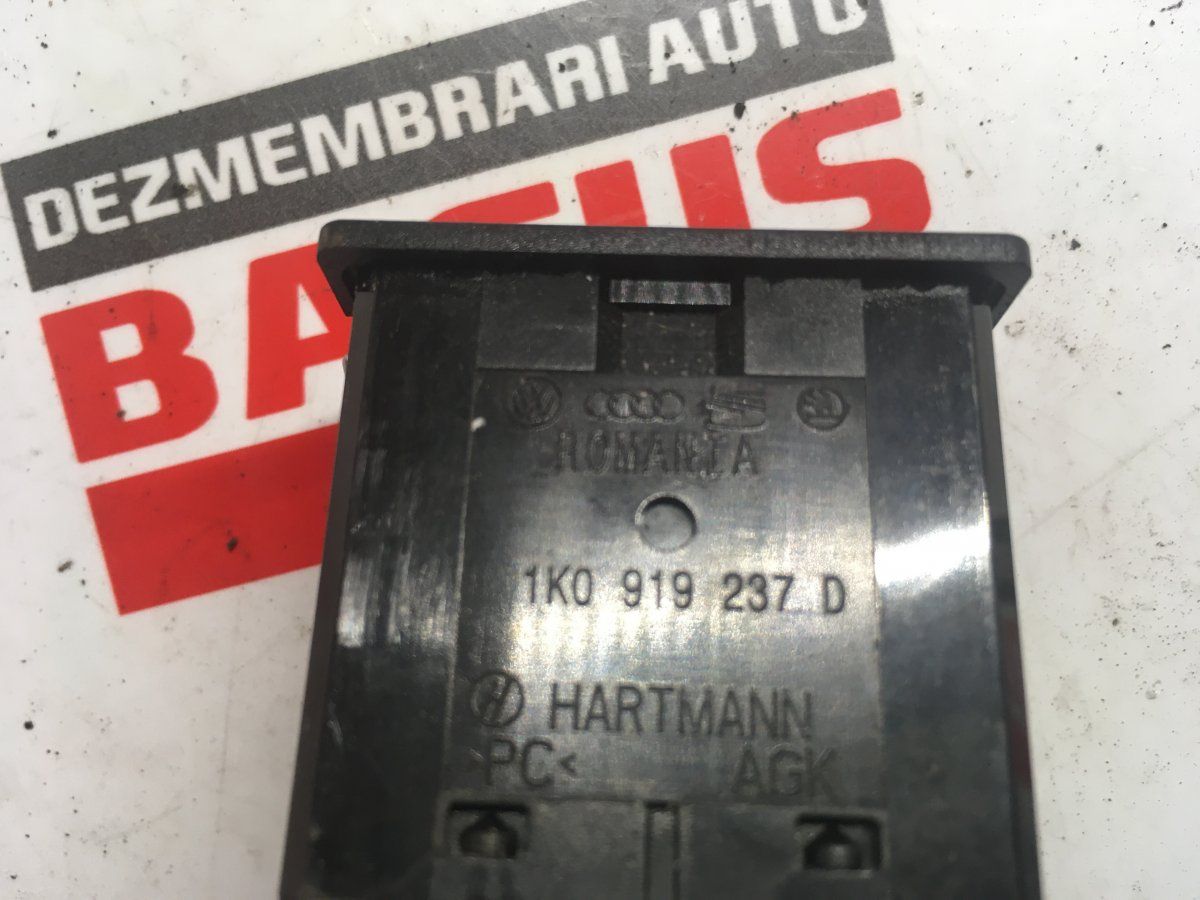 DEZMEMBRARI AUTO
ROMANIA
1K0 919 237 D
HARTMANN
>PC< AGK